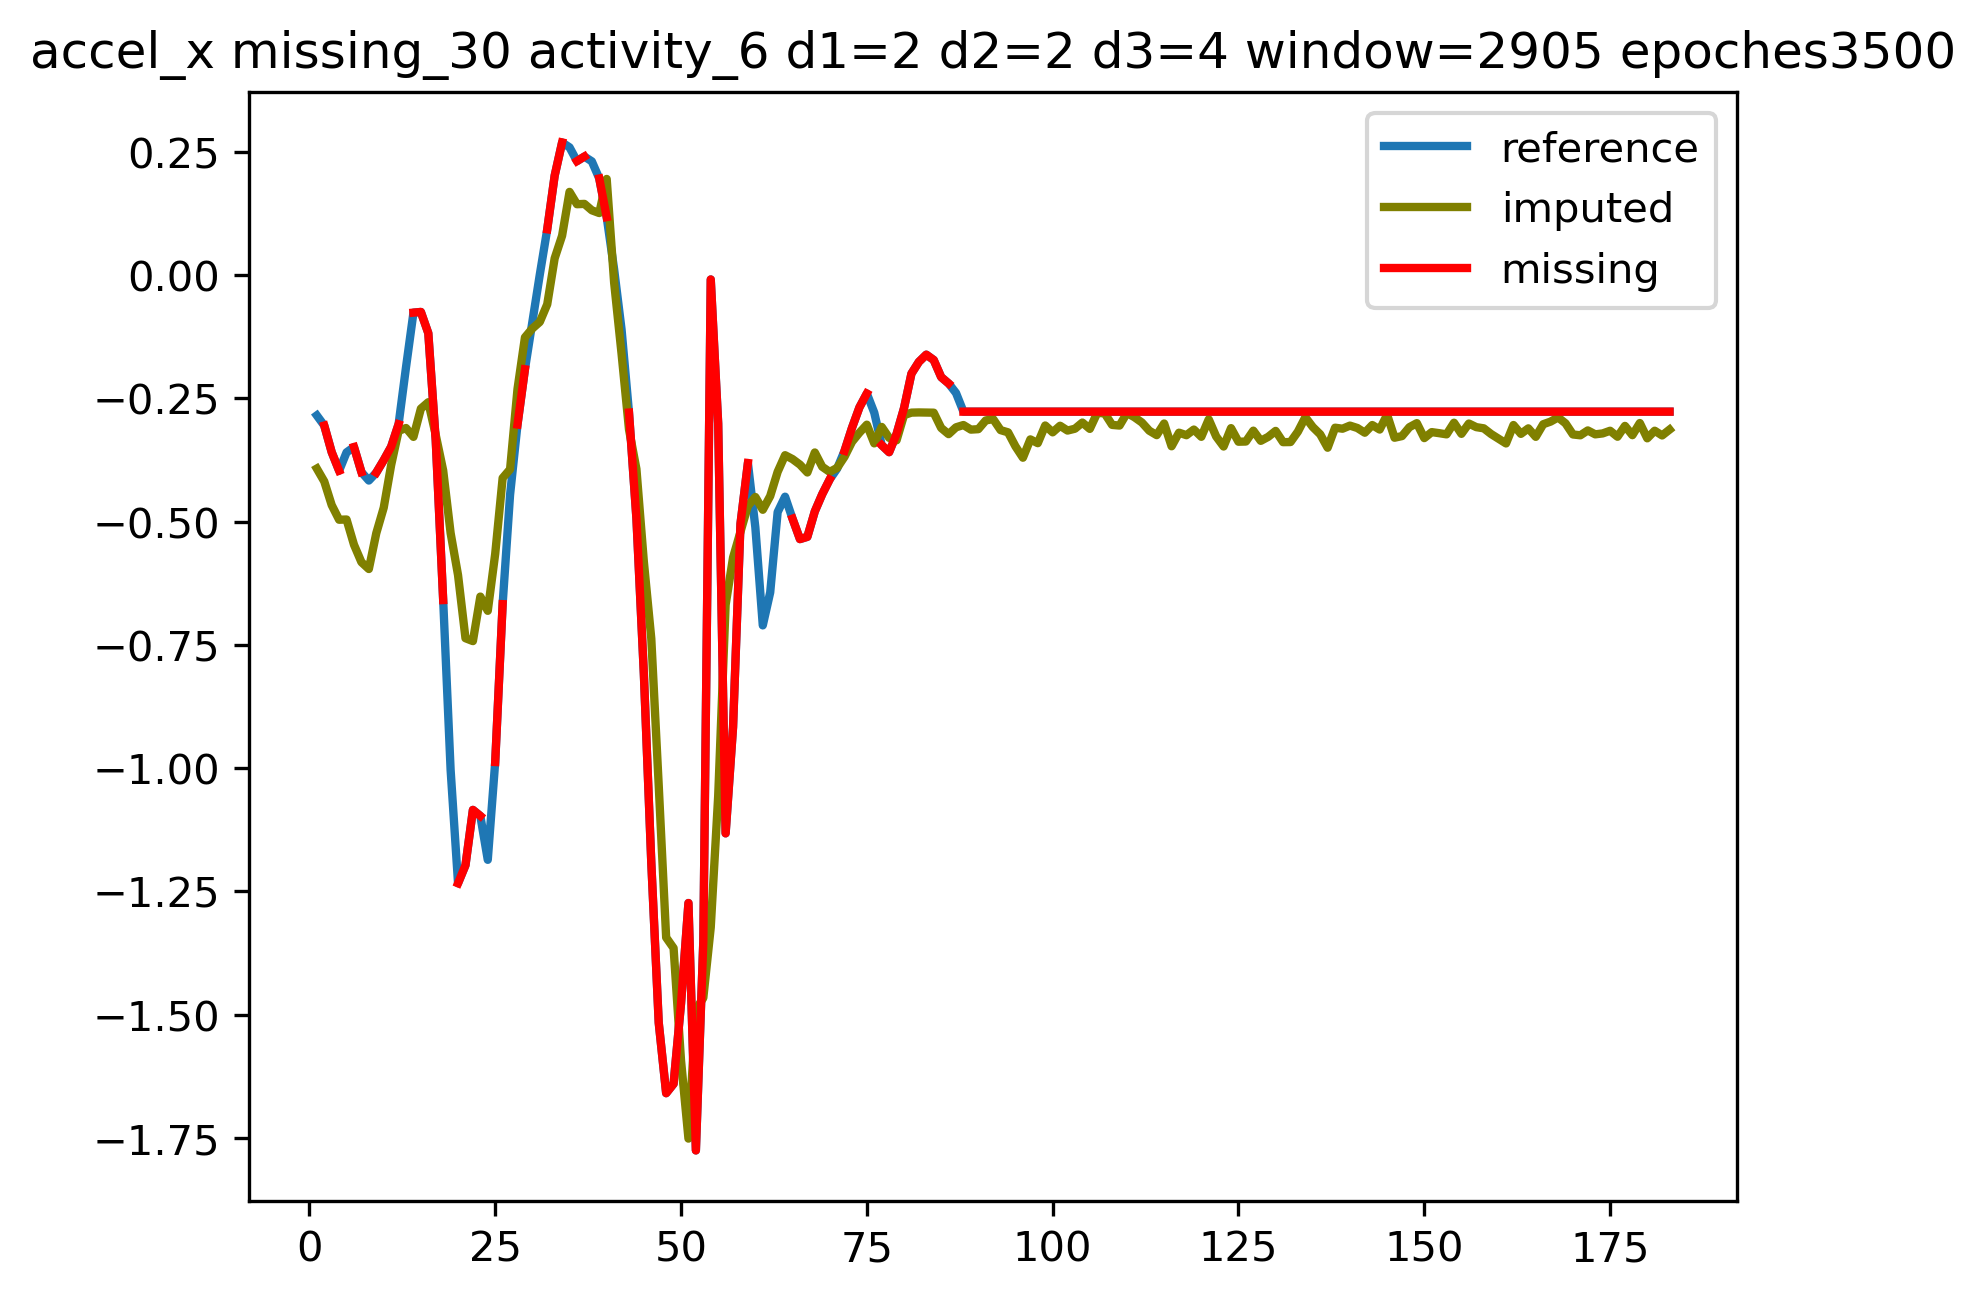 accel_x missing_30 activity_6 d1=2 d2=2 d3=4 window=2905 epoches3500
reference
imputed
missing
0.25
0.00
−0.25
−0.50
−0.75
−1.00
−1.25
−1.50
−1.75
0 25 50 75 100 125 150 175